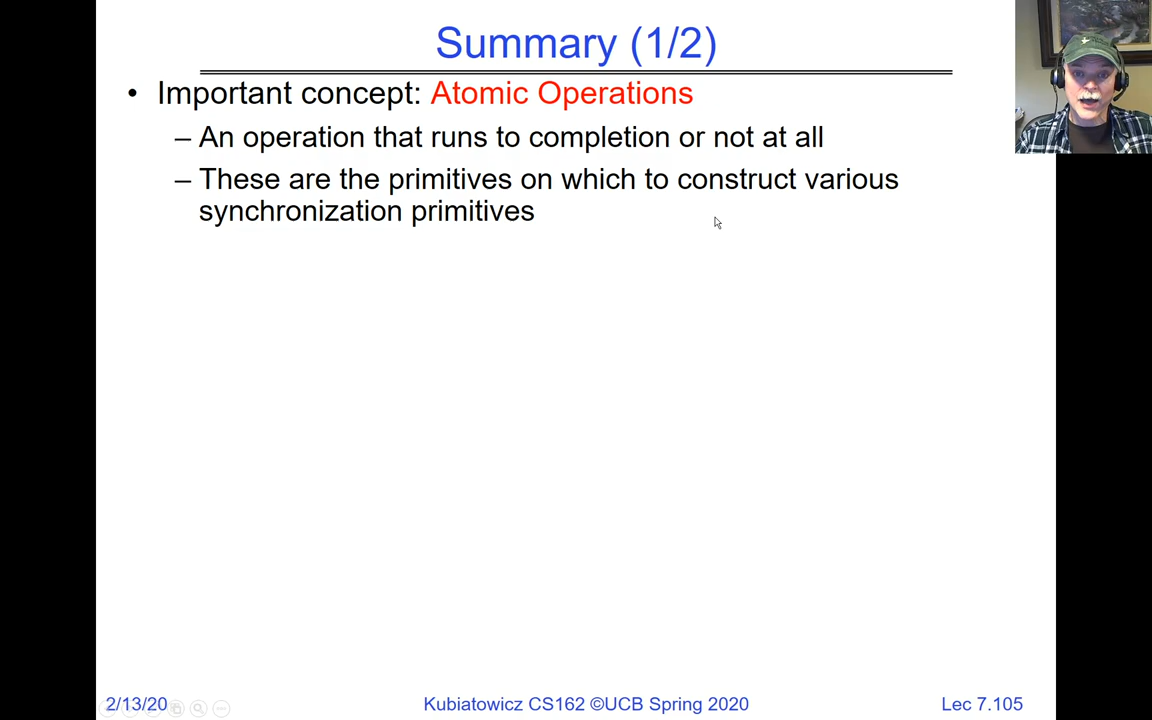 Summary (1/2)
• Important concept: Atomic Operations
– An operation that runs to completion or not at all
– These are the primitives on which to construct various
synchronization primitives
2/13/20
Kubiatowicz CS162 ©UCB Spring 2020
Lec 7.105